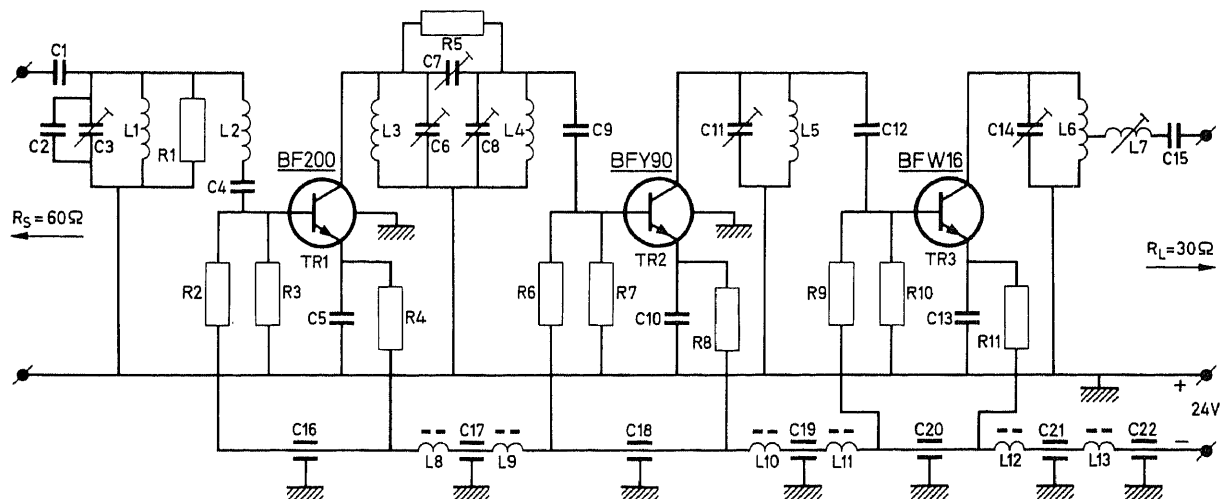 R5
C1
C7
C2
C3
L1
R1
L2
L3
C6
C8
L4
C9
C11
L5
C12
C14
L6
L7
C15
C4
BF200
BFY90
BFW16
RS=60Ω
TR1
TR2
TR3
RL=30Ω
R2
R3
C5
R4
R6
R7
C10
R8
R9
R10
C13
R11
+
24V
−
C16
C17
C18
C19
C20
C21
C22
L8
L9
L10
L11
L12
L13